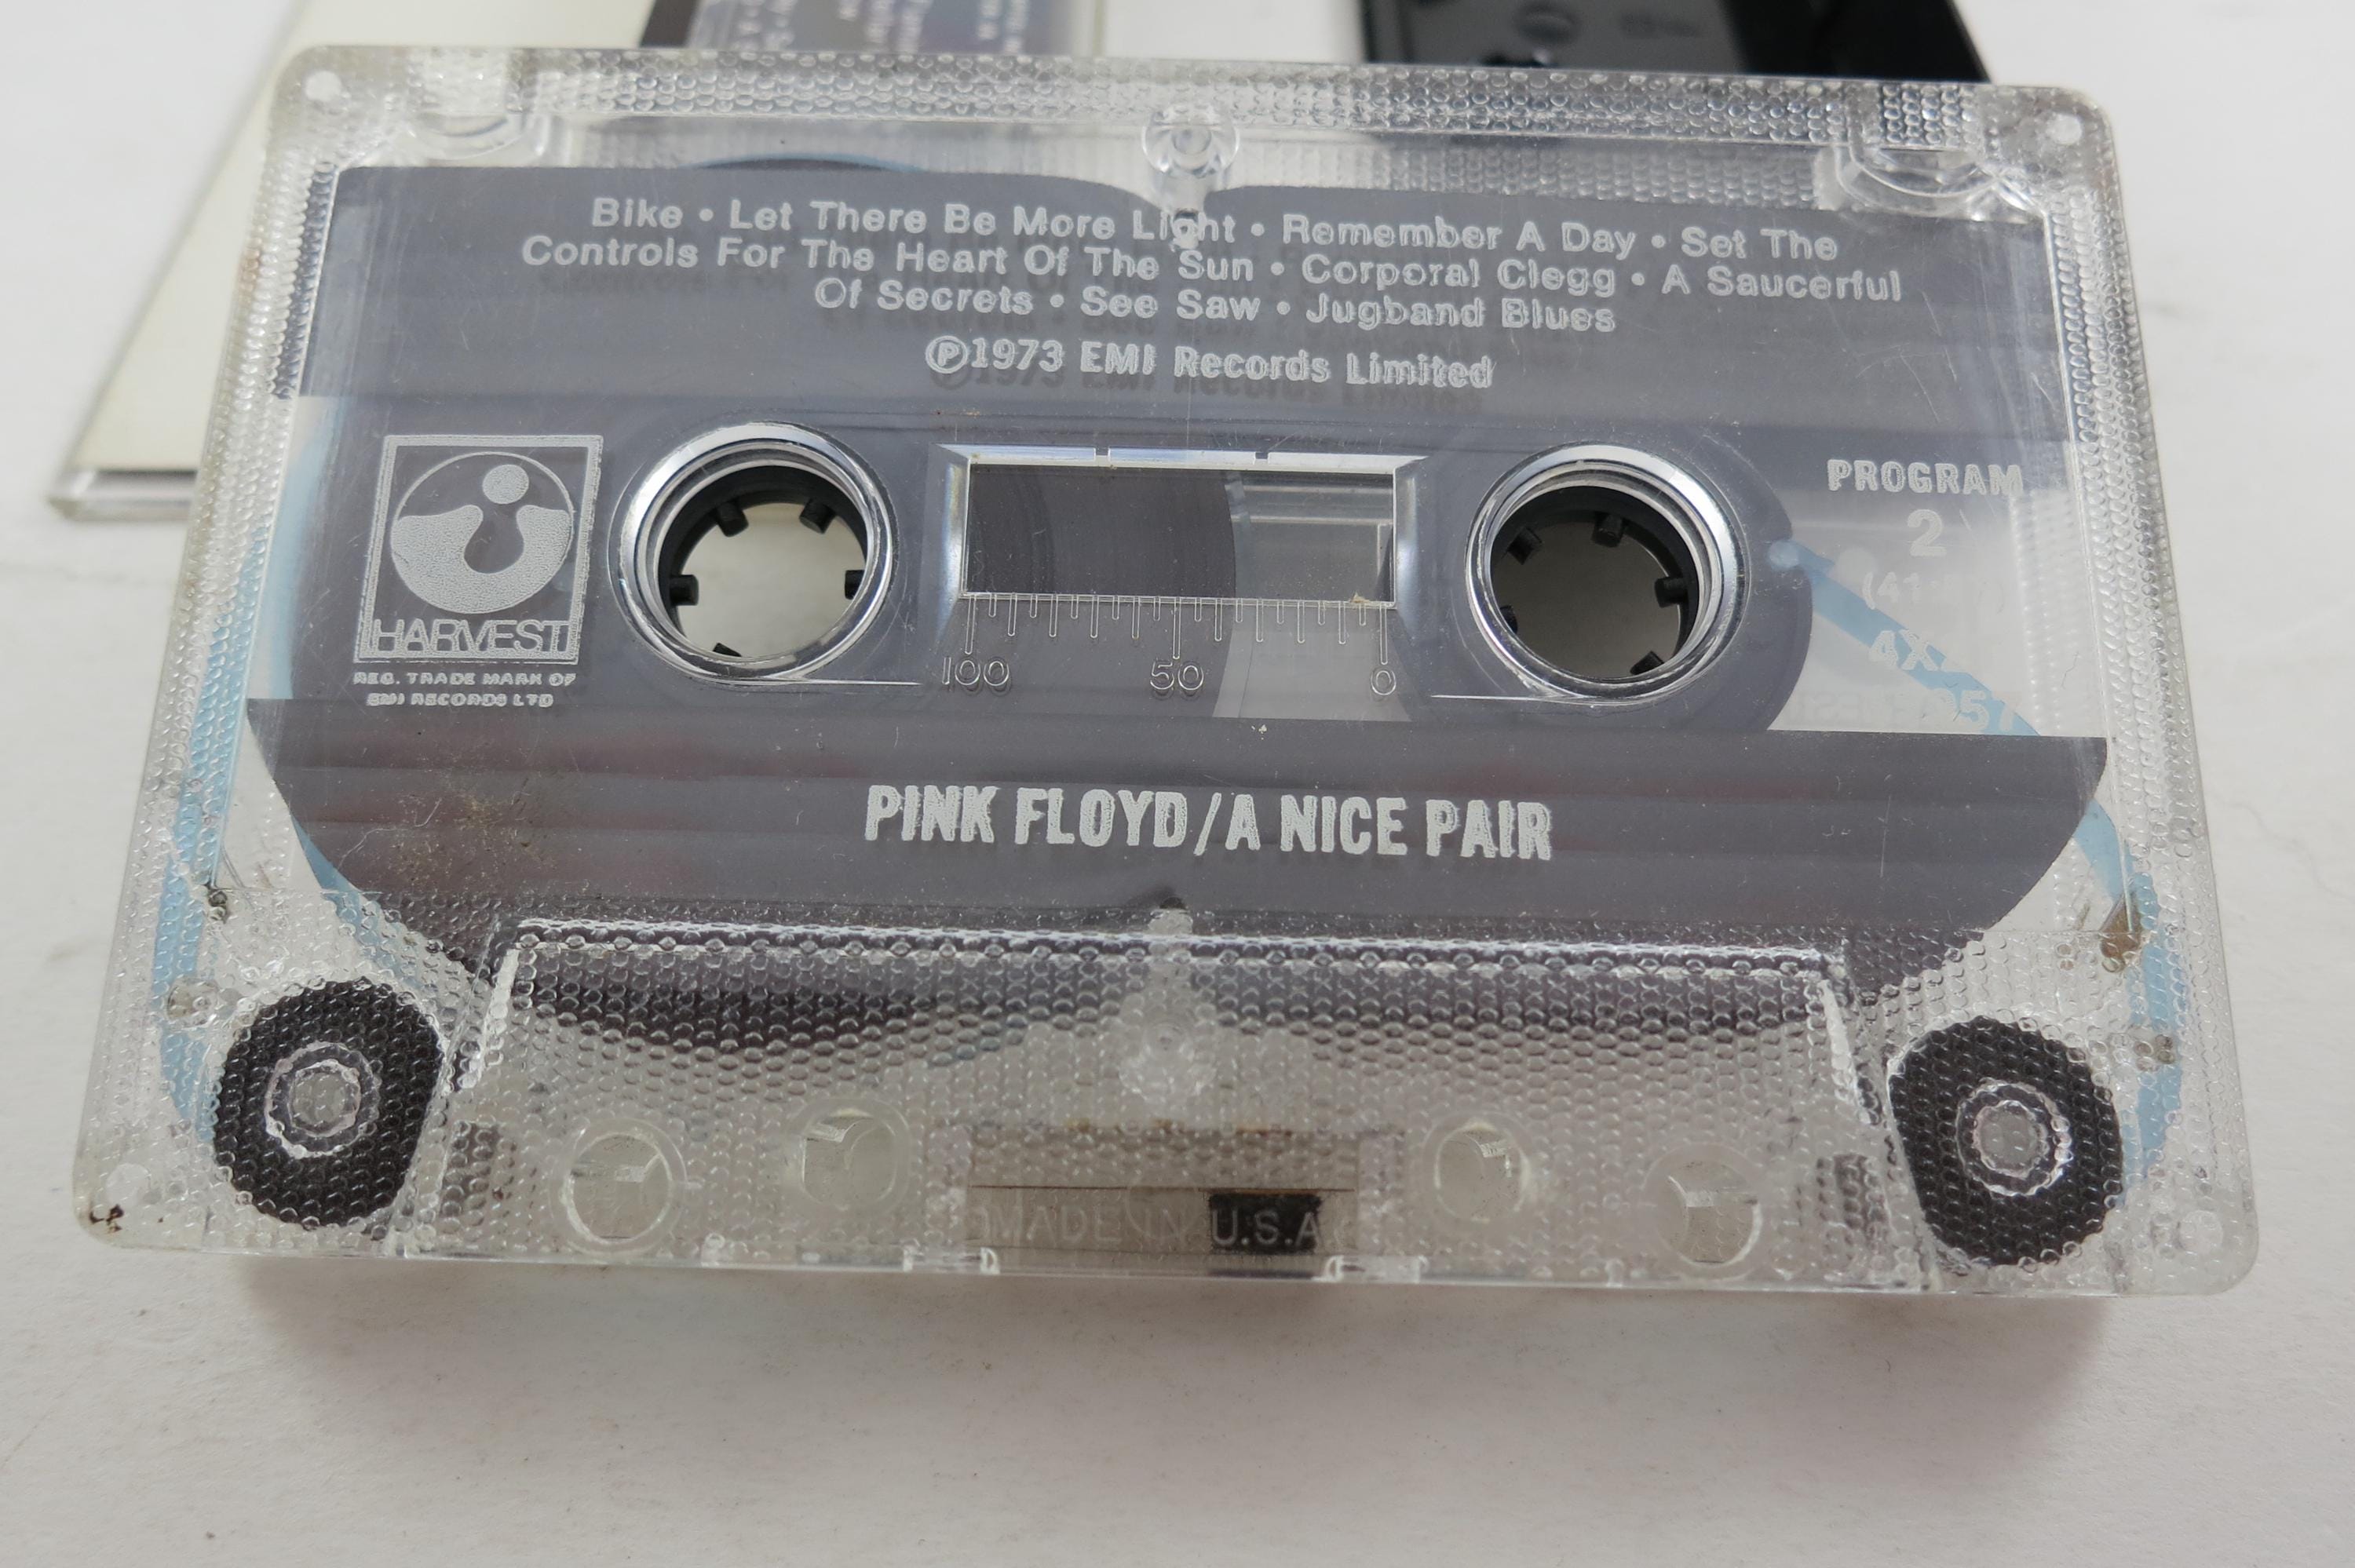 Bike • Let There Be More Light • Remember A Day • Set The
Controls For The Heart Of The Sun • Corporal Clegg • A Saucerful
Of Secrets • See Saw • Jugband Blues
℗1973 EMI Records Limited
HARVEST
REG. TRADE MARK OF
EMI RECORDS LTD
PROGRAM
2
100 50 0
PINK FLOYD/A NICE PAIR
MADE IN U.S.A.